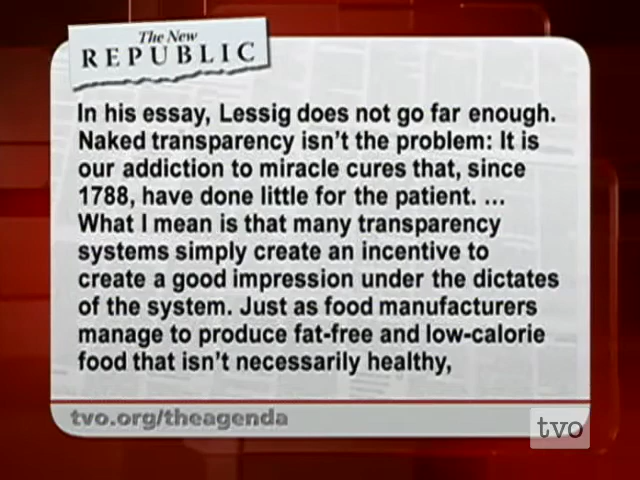 The New
REPUBLIC
In his essay, Lessig does not go far enough.
Naked transparency isn't the problem: It is
our addiction to miracle cures that, since
1788, have done little for the patient. ...
What I mean is that many transparency
systems simply create an incentive to
create a good impression under the dictates
of the system. Just as food manufacturers
manage to produce fat-free and low-calorie
food that isn't necessarily healthy,
tvo.org/theagenda
tvo